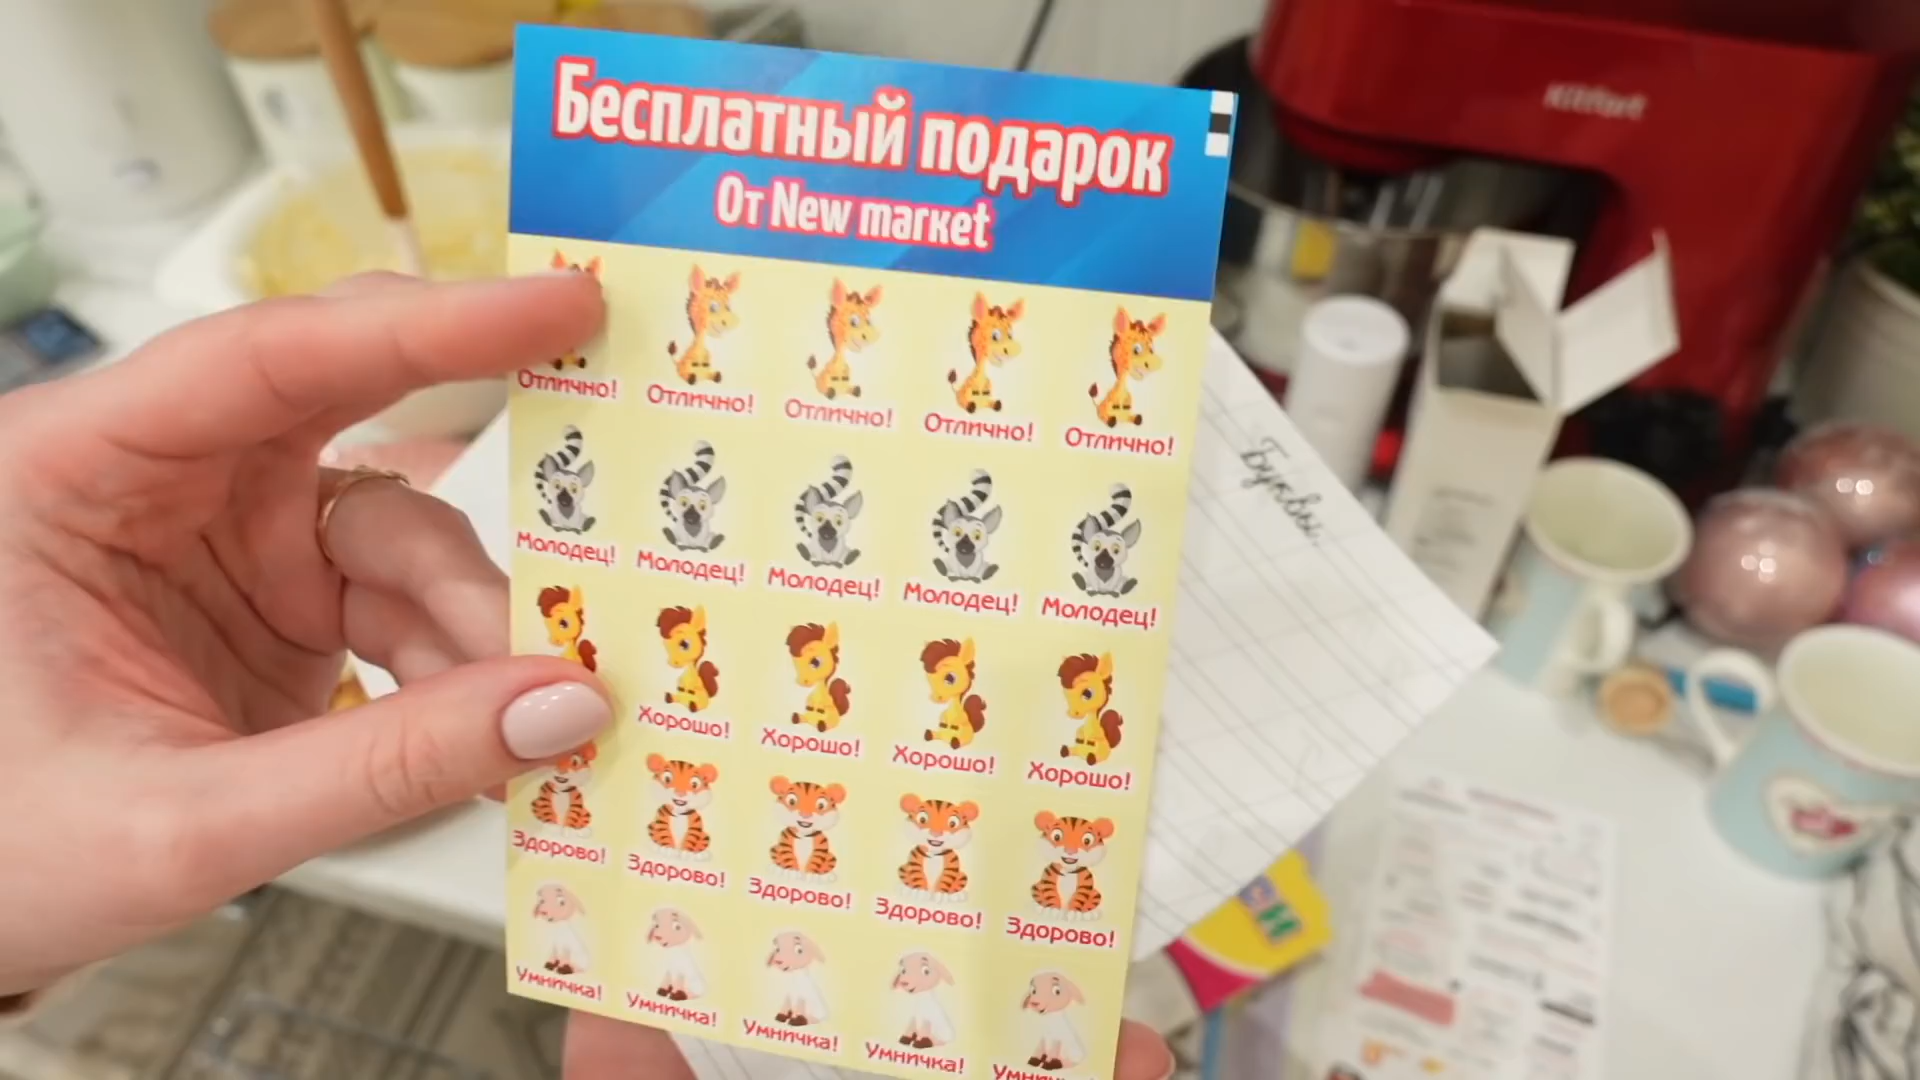 Бесплатный подарок
От New market
Отлично! Отлично! Отлично! Отлично! Отлично!
Молодец! Молодец! Молодец! Молодец! Молодец!
Хорошо! Хорошо! Хорошо! Хорошо!
Здорово! Здорово! Здорово! Здорово! Здорово!
Умничка! Умничка! Умничка! Умничка!
Kitfort
Буквы.